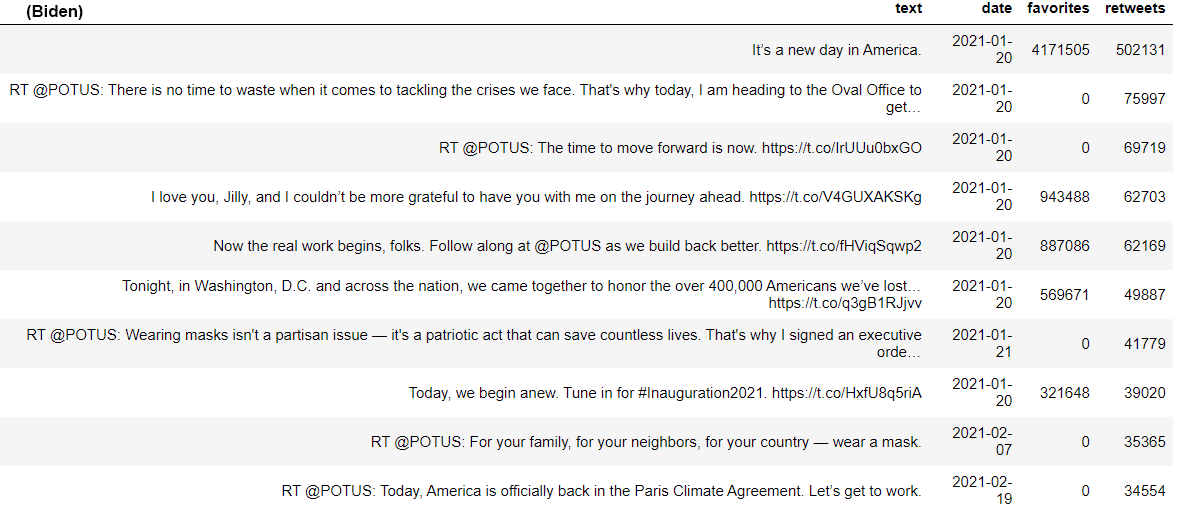 (Biden) text date favorites retweets
It's a new day in America. 2021-01-20 4171505 502131
RT @POTUS: There is no time to waste when it comes to tackling the crises we face. That's why today, I am heading to the Oval Office to
get… 2021-01-20 0 75997
RT @POTUS: The time to move forward is now. https://t.co/IrUUu0bxGO 2021-01-20 0 69719
I love you, Jilly, and I couldn’t be more grateful to have you with me on the journey ahead. https://t.co/V4GUXAKSKg 2021-01-20 943488 62703
Now the real work begins, folks. Follow along at @POTUS as we build back better. https://t.co/fHViqSqwp2 2021-01-20 887086 62169
Tonight, in Washington, D.C. and across the nation, we came together to honor the over 400,000 Americans we’ve lost…
https://t.co/q3gB1RJjvv 2021-01-20 569671 49887
RT @POTUS: Wearing masks isn't a partisan issue — it's a patriotic act that can save countless lives. That's why I signed an executive
orde… 2021-01-21 0 41779
Today, we begin anew. Tune in for #Inauguration2021. https://t.co/HxfU8q5riA 2021-01-20 321648 39020
RT @POTUS: For your family, for your neighbors, for your country — wear a mask. 2021-02-07 0 35365
RT @POTUS: Today, America is officially back in the Paris Climate Agreement. Let’s get to work. 2021-02-19 0 34554